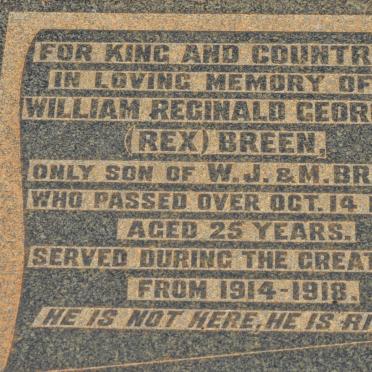 FOR KING AND COUNTR
IN LOVING MEMORY OF
WILLIAM REGINALD GEOR
(REX) BREEN.
ONLY SON OF W.J. & M. BR
WHO PASSED OVER OCT. 14
AGED 25 YEARS.
SERVED DURING THE GREAT
FROM 1914-1918.
HE IS NOT HERE, HE IS RI